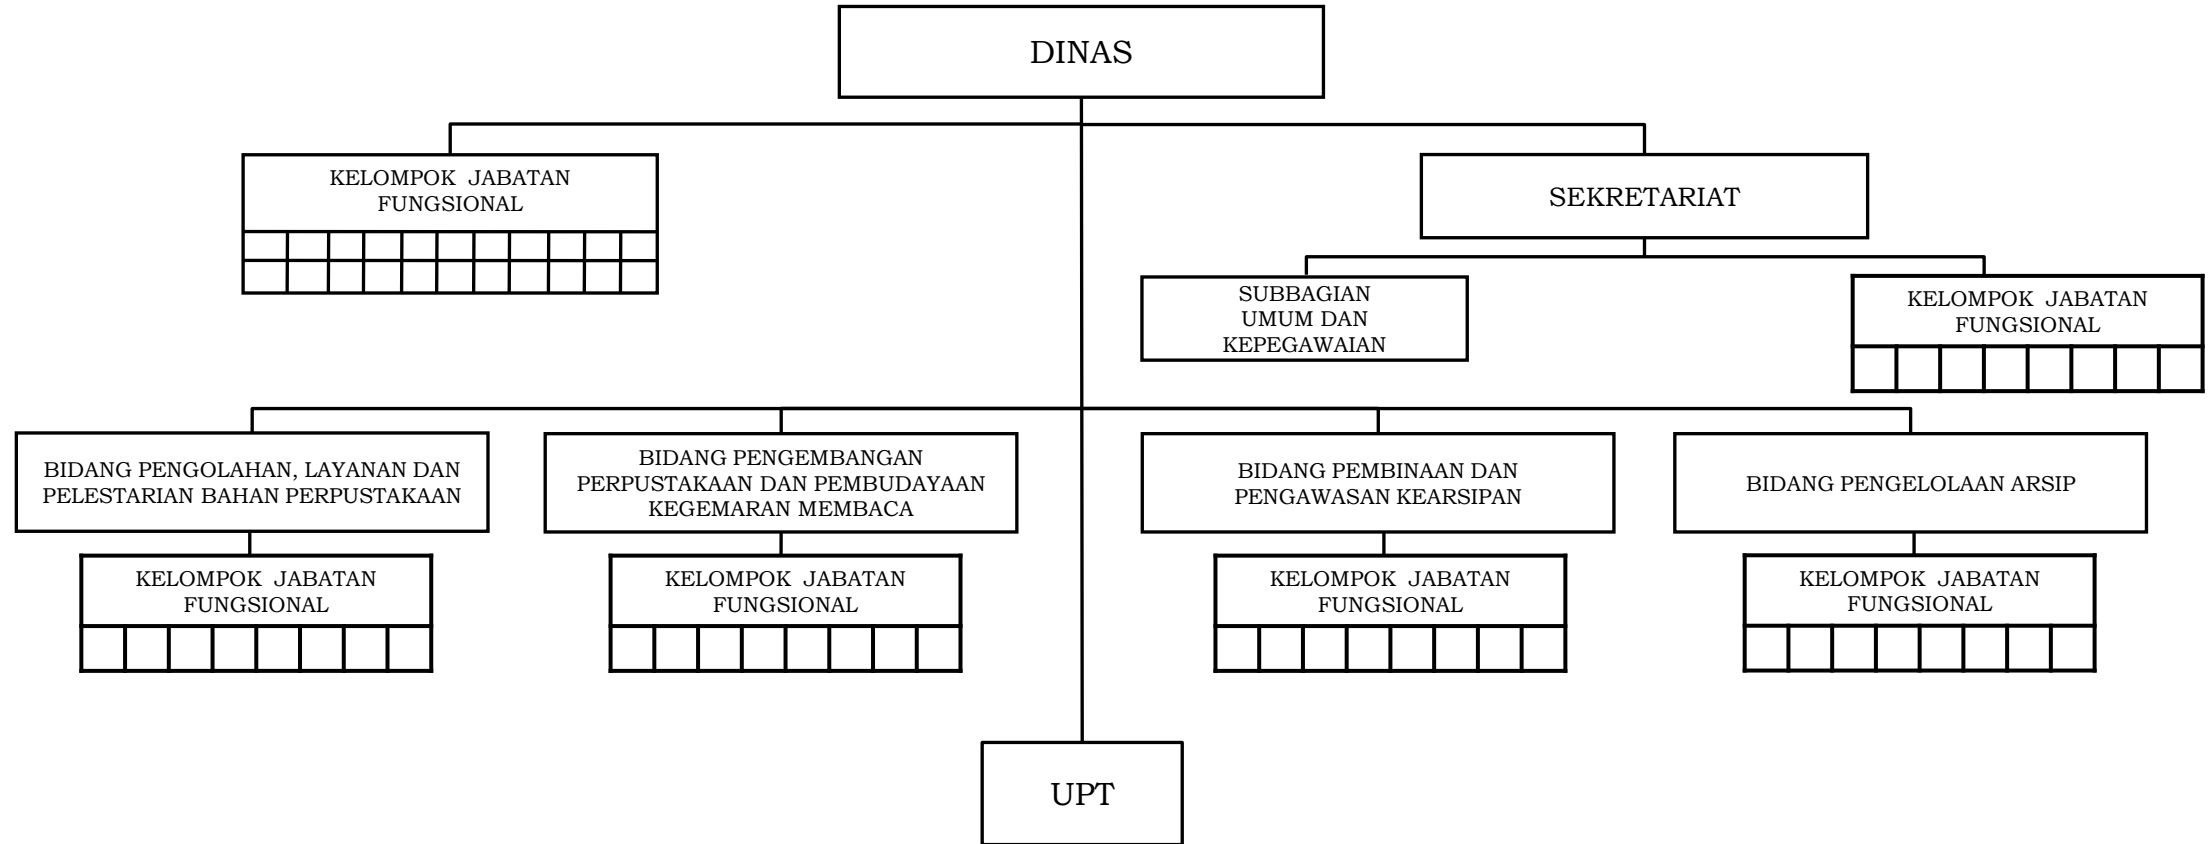 DINAS
KELOMPOK JABATAN
FUNGSIONAL
SEKRETARIAT
SUBBAGIAN
UMUM DAN
KEPEGAWAIAN
KELOMPOK JABATAN
FUNGSIONAL
BIDANG PENGOLAHAN, LAYANAN DAN
PELESTARIAN BAHAN PERPUSTAKAAN
BIDANG PENGEMBANGAN
PERPUSTAKAAN DAN PEMBUDAYAAN
KEGEMARAN MEMBACA
BIDANG PEMBINAAN DAN
PENGAWASAN KEARSIPAN
BIDANG PENGELOLAAN ARSIP
KELOMPOK JABATAN
FUNGSIONAL
KELOMPOK JABATAN
FUNGSIONAL
KELOMPOK JABATAN
FUNGSIONAL
KELOMPOK JABATAN
FUNGSIONAL
UPT